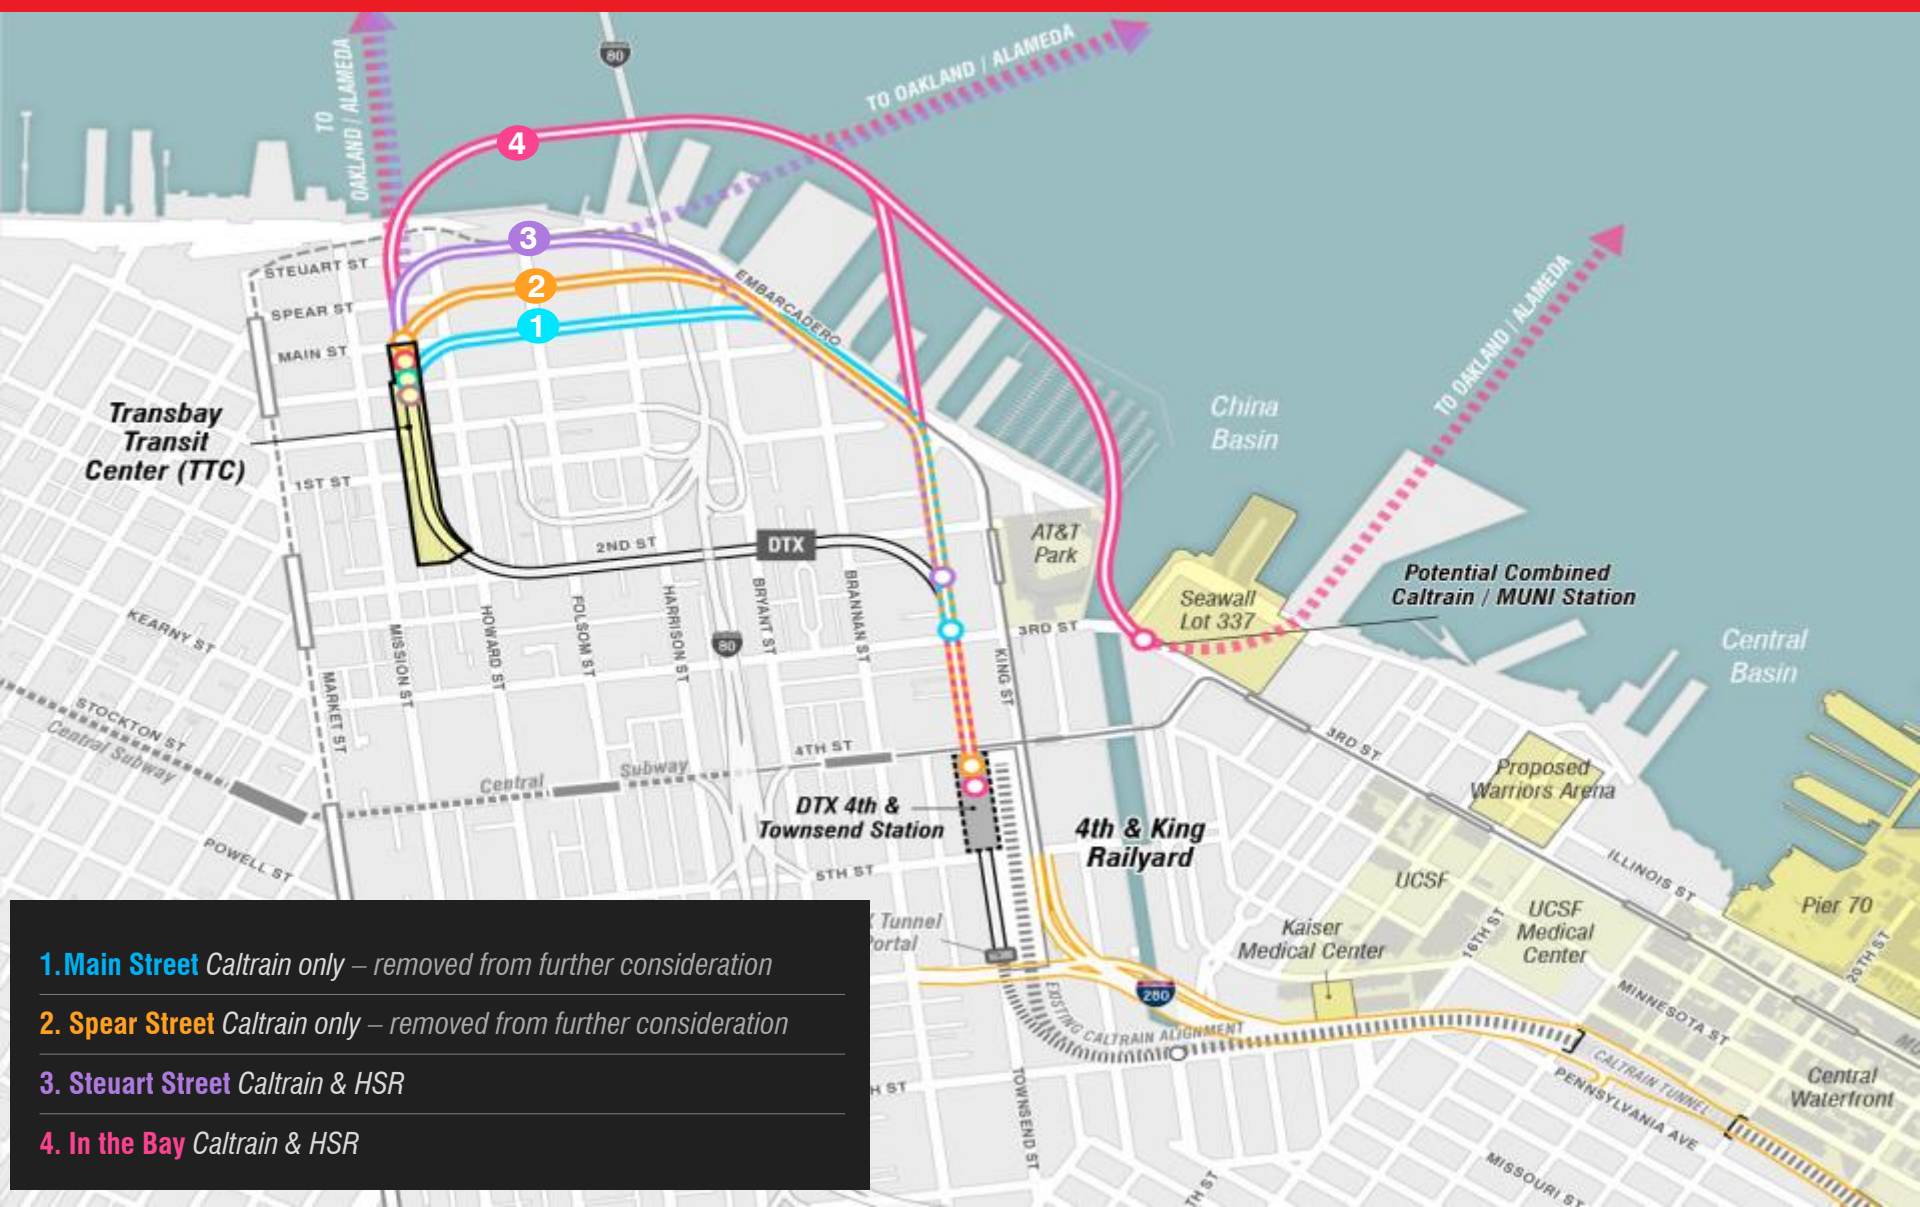 TO
OAKLAND / ALAMEDA
80
TO OAKLAND / ALAMEDA
4
3
2
1
STEUART ST
SPEAR ST
MAIN ST
EMBARCADERO
TO OAKLAND / ALAMEDA
Transbay
Transit
Center (TTC)
China
Basin
1ST ST
2ND ST
DTX
AT&T
Park
Seawall
Lot 337
Potential Combined
Caltrain / MUNI Station
Central
Basin
KEARNY ST
MISSION ST
HOWARD ST
FOLSOM ST
HARRISON ST
80
BRYANT ST
BRANNAN ST
3RD ST
KING ST
MARKET ST
STOCKTON ST
Central Subway
Central
Subway
4TH ST
3RD ST
Proposed
Warriors Arena
DTX 4th &
Townsend Station
4th & King
Railyard
POWELL ST
5TH ST
ILLINOIS ST
UCSF
UCSF
Medical
Center
Pier 70
Tunnel
Portal
Kaiser
Medical Center
16TH ST
20TH ST
280
MINNESOTA ST
EXISTING CALTRAIN ALIGNMENT
CALTRAIN TUNNEL
PENNSYLVANIA AVE
Central
Waterfront
H ST
TOWNSEND ST
MISSOURI ST
TH ST
1.Main Street Caltrain only – removed from further consideration
2. Spear Street Caltrain only – removed from further consideration
3. Steuart Street Caltrain & HSR
4. In the Bay Caltrain & HSR